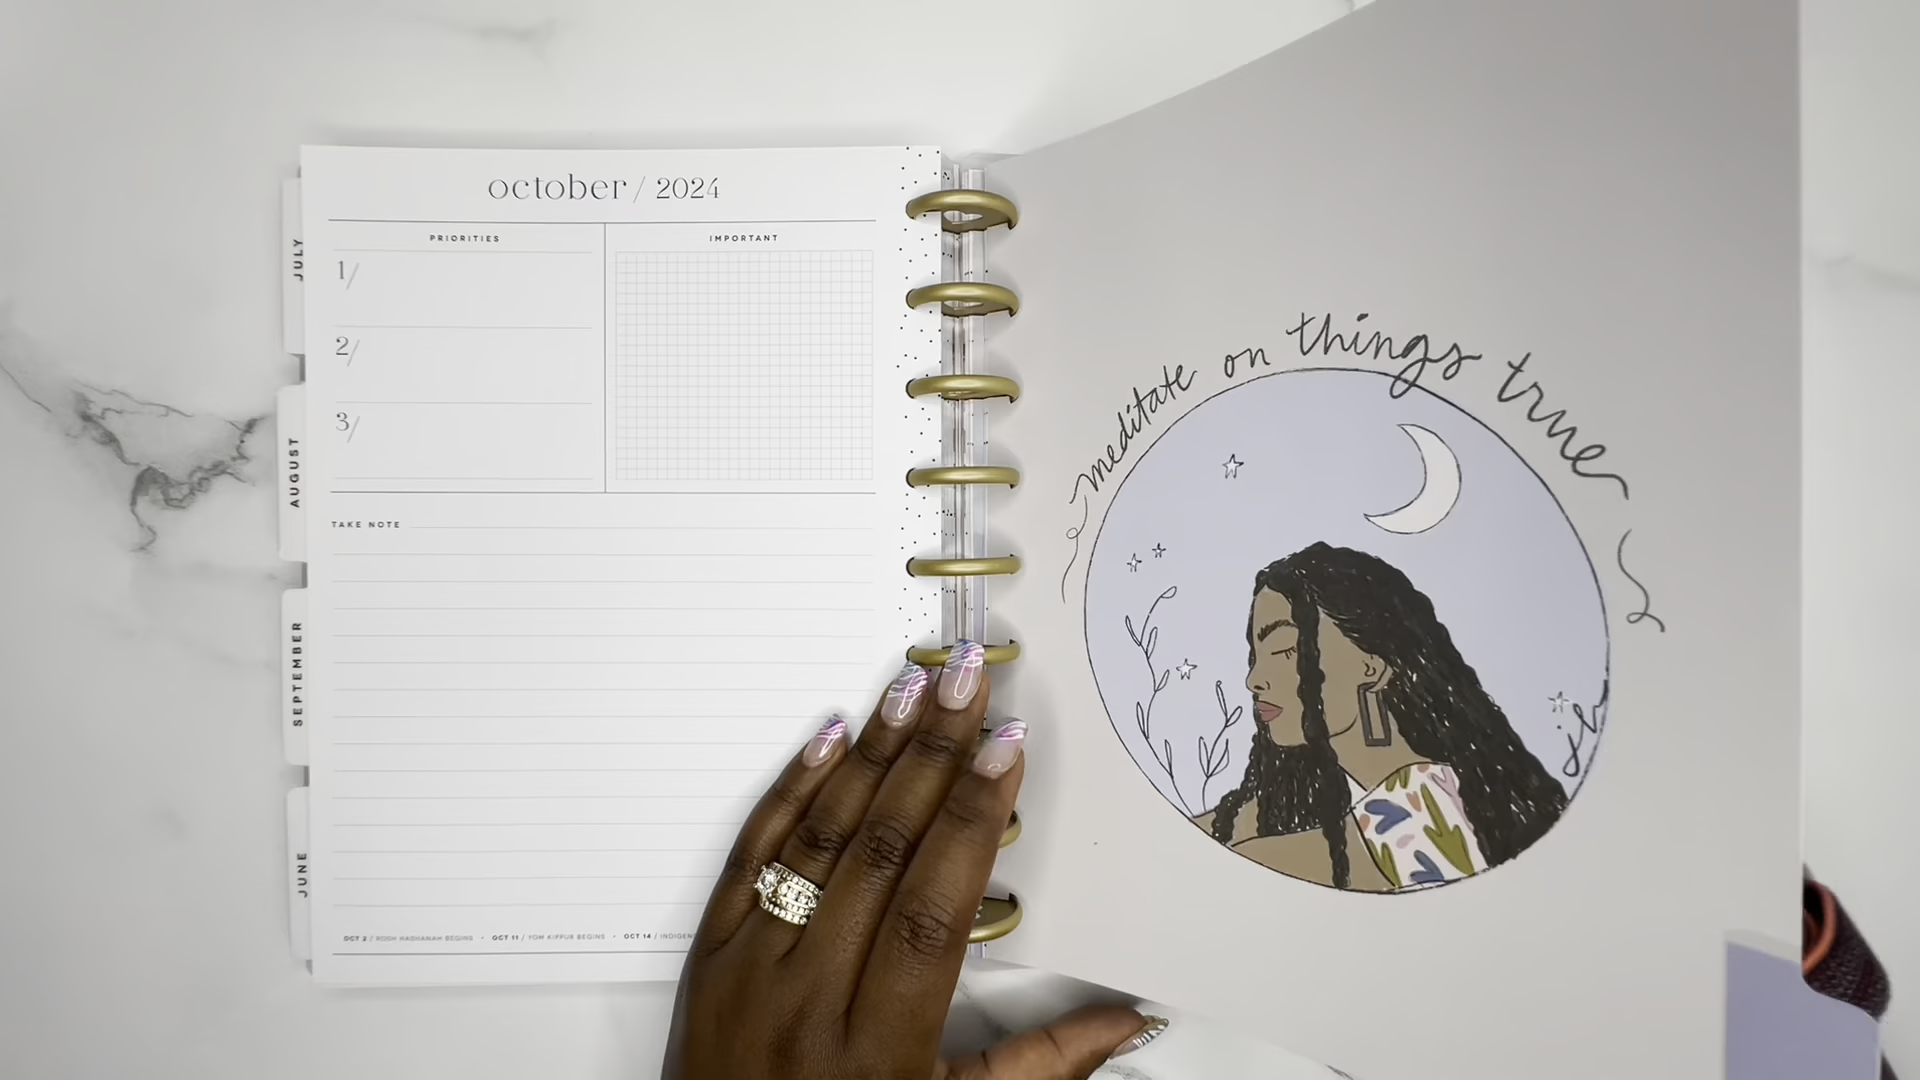 october / 2024
PRIORITIES
IMPORTANT
1/
2/
3/
TAKE NOTE
OCT 2 / ROSH HASHANAH BEGINS • OCT 11 / YOM KIPPUR BEGINS • OCT 14 /
JULY
AUGUST
SEPTEMBER
JUNE
meditate on things true